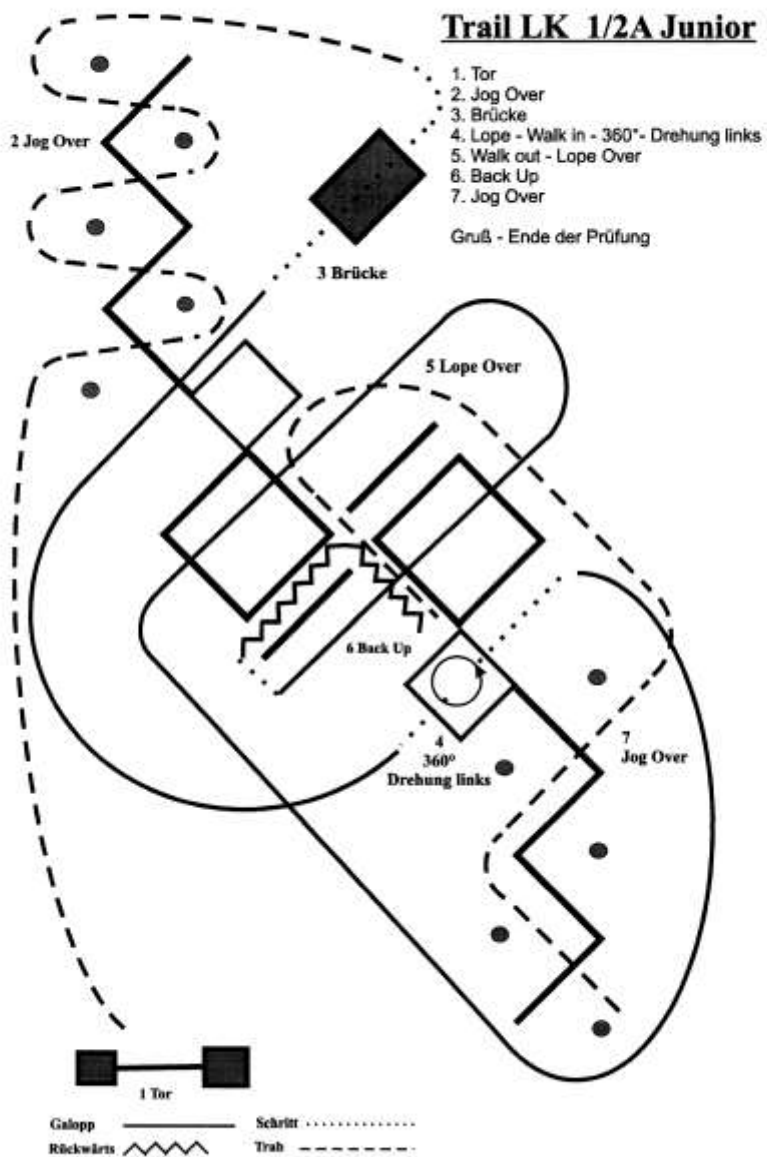 Trail LK 1/2A Junior
1. Tor
2. Jog Over
3. Brücke
4. Lope - Walk in - 360°- Drehung links
5. Walk out - Lope Over
6. Back Up
7. Jog Over
Gruß - Ende der Prüfung
2 Jog Over
3 Brücke
5 Lope Over
6 Back Up
4
360°
Drehung links
7
Jog Over
1 Tor
Galopp
Schritt
Rückwärts
Trab